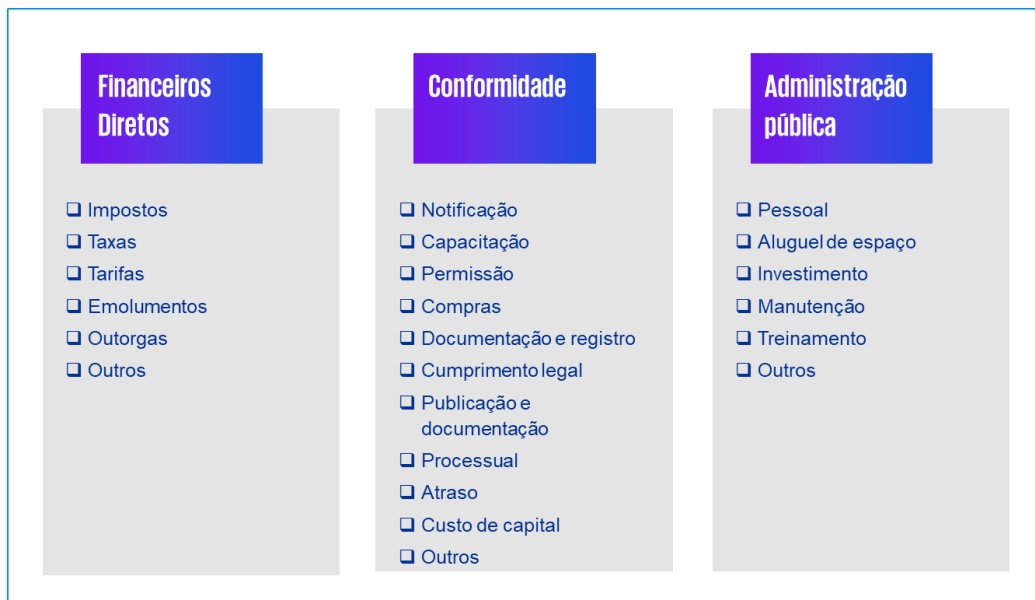 Financeiros
Diretos
❑ Impostos
❑ Taxas
❑ Tarifas
❑ Emolumentos
❑ Outorgas
❑ Outros
Conformidade
❑ Notificação
❑ Capacitação
❑ Permissão
❑ Compras
❑ Documentação e registro
❑ Cumprimento legal
❑ Publicação e
documentação
❑ Processual
❑ Atraso
❑ Custo de capital
❑ Outros
Administração
pública
❑ Pessoal
❑ Aluguel de espaço
❑ Investimento
❑ Manutenção
❑ Treinamento
❑ Outros